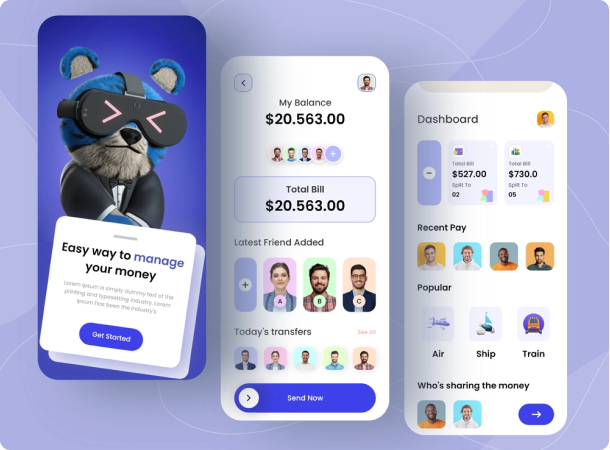 Easy way to manage
your money
Lorem Ipsum is simply dummy text of the
printing and typesetting industry. Lorem
Ipsum has been the industry's
Get Started
My Balance
$20.563.00
+
Total Bill
$20.563.00
Latest Friend Added
+
A
B
C
Today's transfers
See All
Send Now
Dashboard
Total Bill
$527.00
Split To
02
Total Bill
$730.0
Split To
05
Recent Pay
Popular
Air
Ship
Train
Who's sharing the money